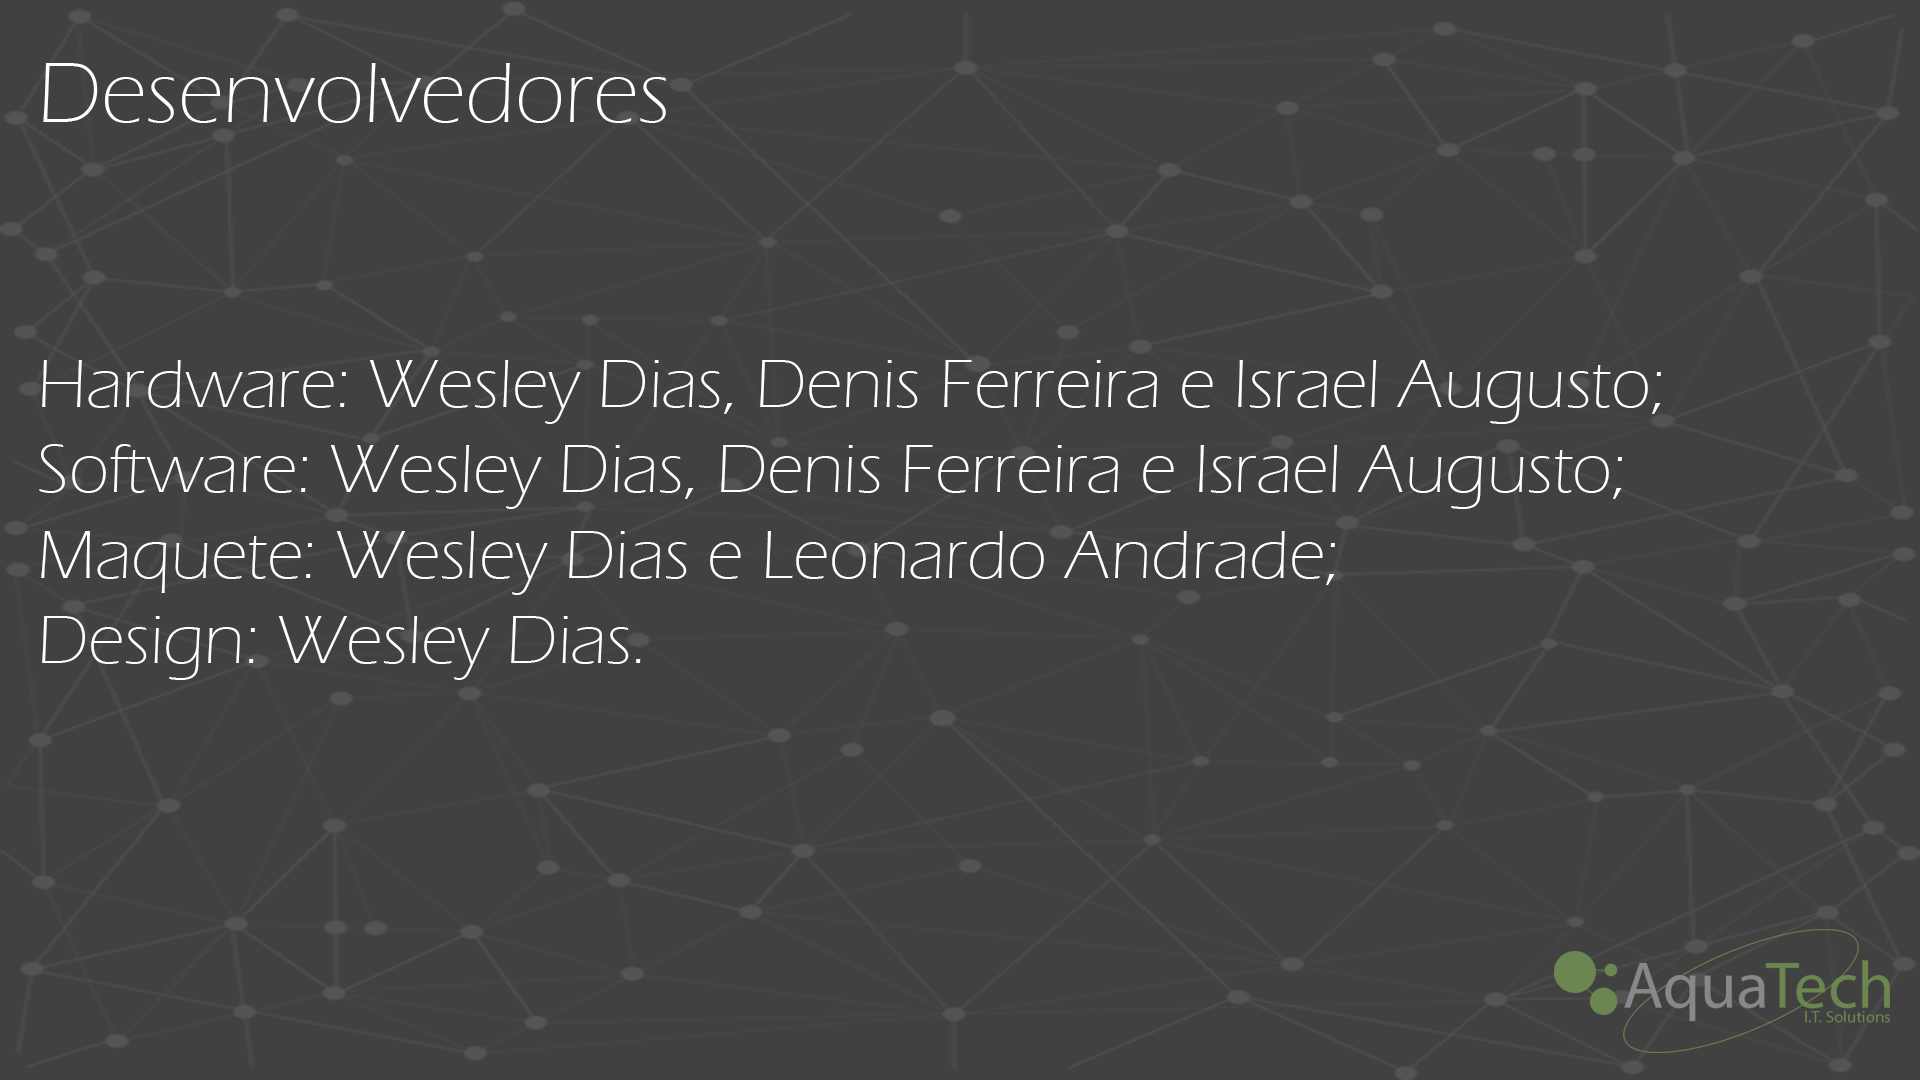 Desenvolvedores
Hardware: Wesley Dias, Denis Ferreira e Israel Augusto;
Software: Wesley Dias, Denis Ferreira e Israel Augusto;
Maquete: Wesley Dias e Leonardo Andrade;
Design: Wesley Dias.
AquaTech
I.T. Solutions